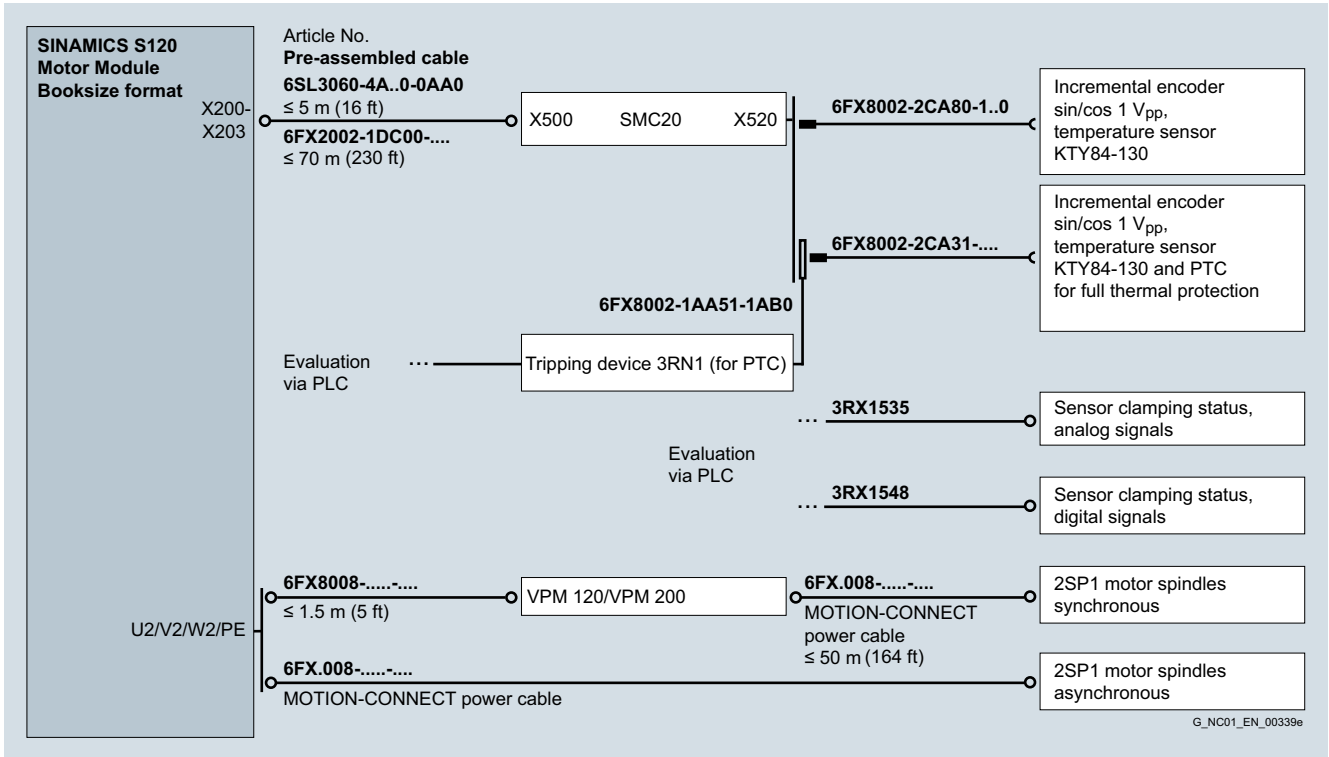 SINAMICS S120
Motor Module
Booksize format
X200-
X203
Article No.
Pre-assembled cable
6SL3060-4A..0-0AA0
≤ 5 m (16 ft)
6FX2002-1DC00-....
≤ 70 m (230 ft)
X500 SMC20 X520
6FX8002-2CA80-1..0
Incremental encoder
sin/cos 1 Vpp,
temperature sensor
KTY84-130
6FX8002-2CA31-....
Incremental encoder
sin/cos 1 Vpp,
temperature sensor
KTY84-130 and PTC
for full thermal protection
6FX8002-1AA51-1AB0
Evaluation
via PLC
...
Tripping device 3RN1 (for PTC)
... 3RX1535
Sensor clamping status,
analog signals
Evaluation
via PLC
... 3RX1548
Sensor clamping status,
digital signals
U2/V2/W2/PE
6FX8008-.....-....
≤ 1.5 m (5 ft)
VPM 120/VPM 200
6FX.008-.....-....
MOTION-CONNECT
power cable
≤ 50 m (164 ft)
2SP1 motor spindles
synchronous
6FX.008-.....-....
MOTION-CONNECT power cable
2SP1 motor spindles
asynchronous
G_NC01_EN_00339e